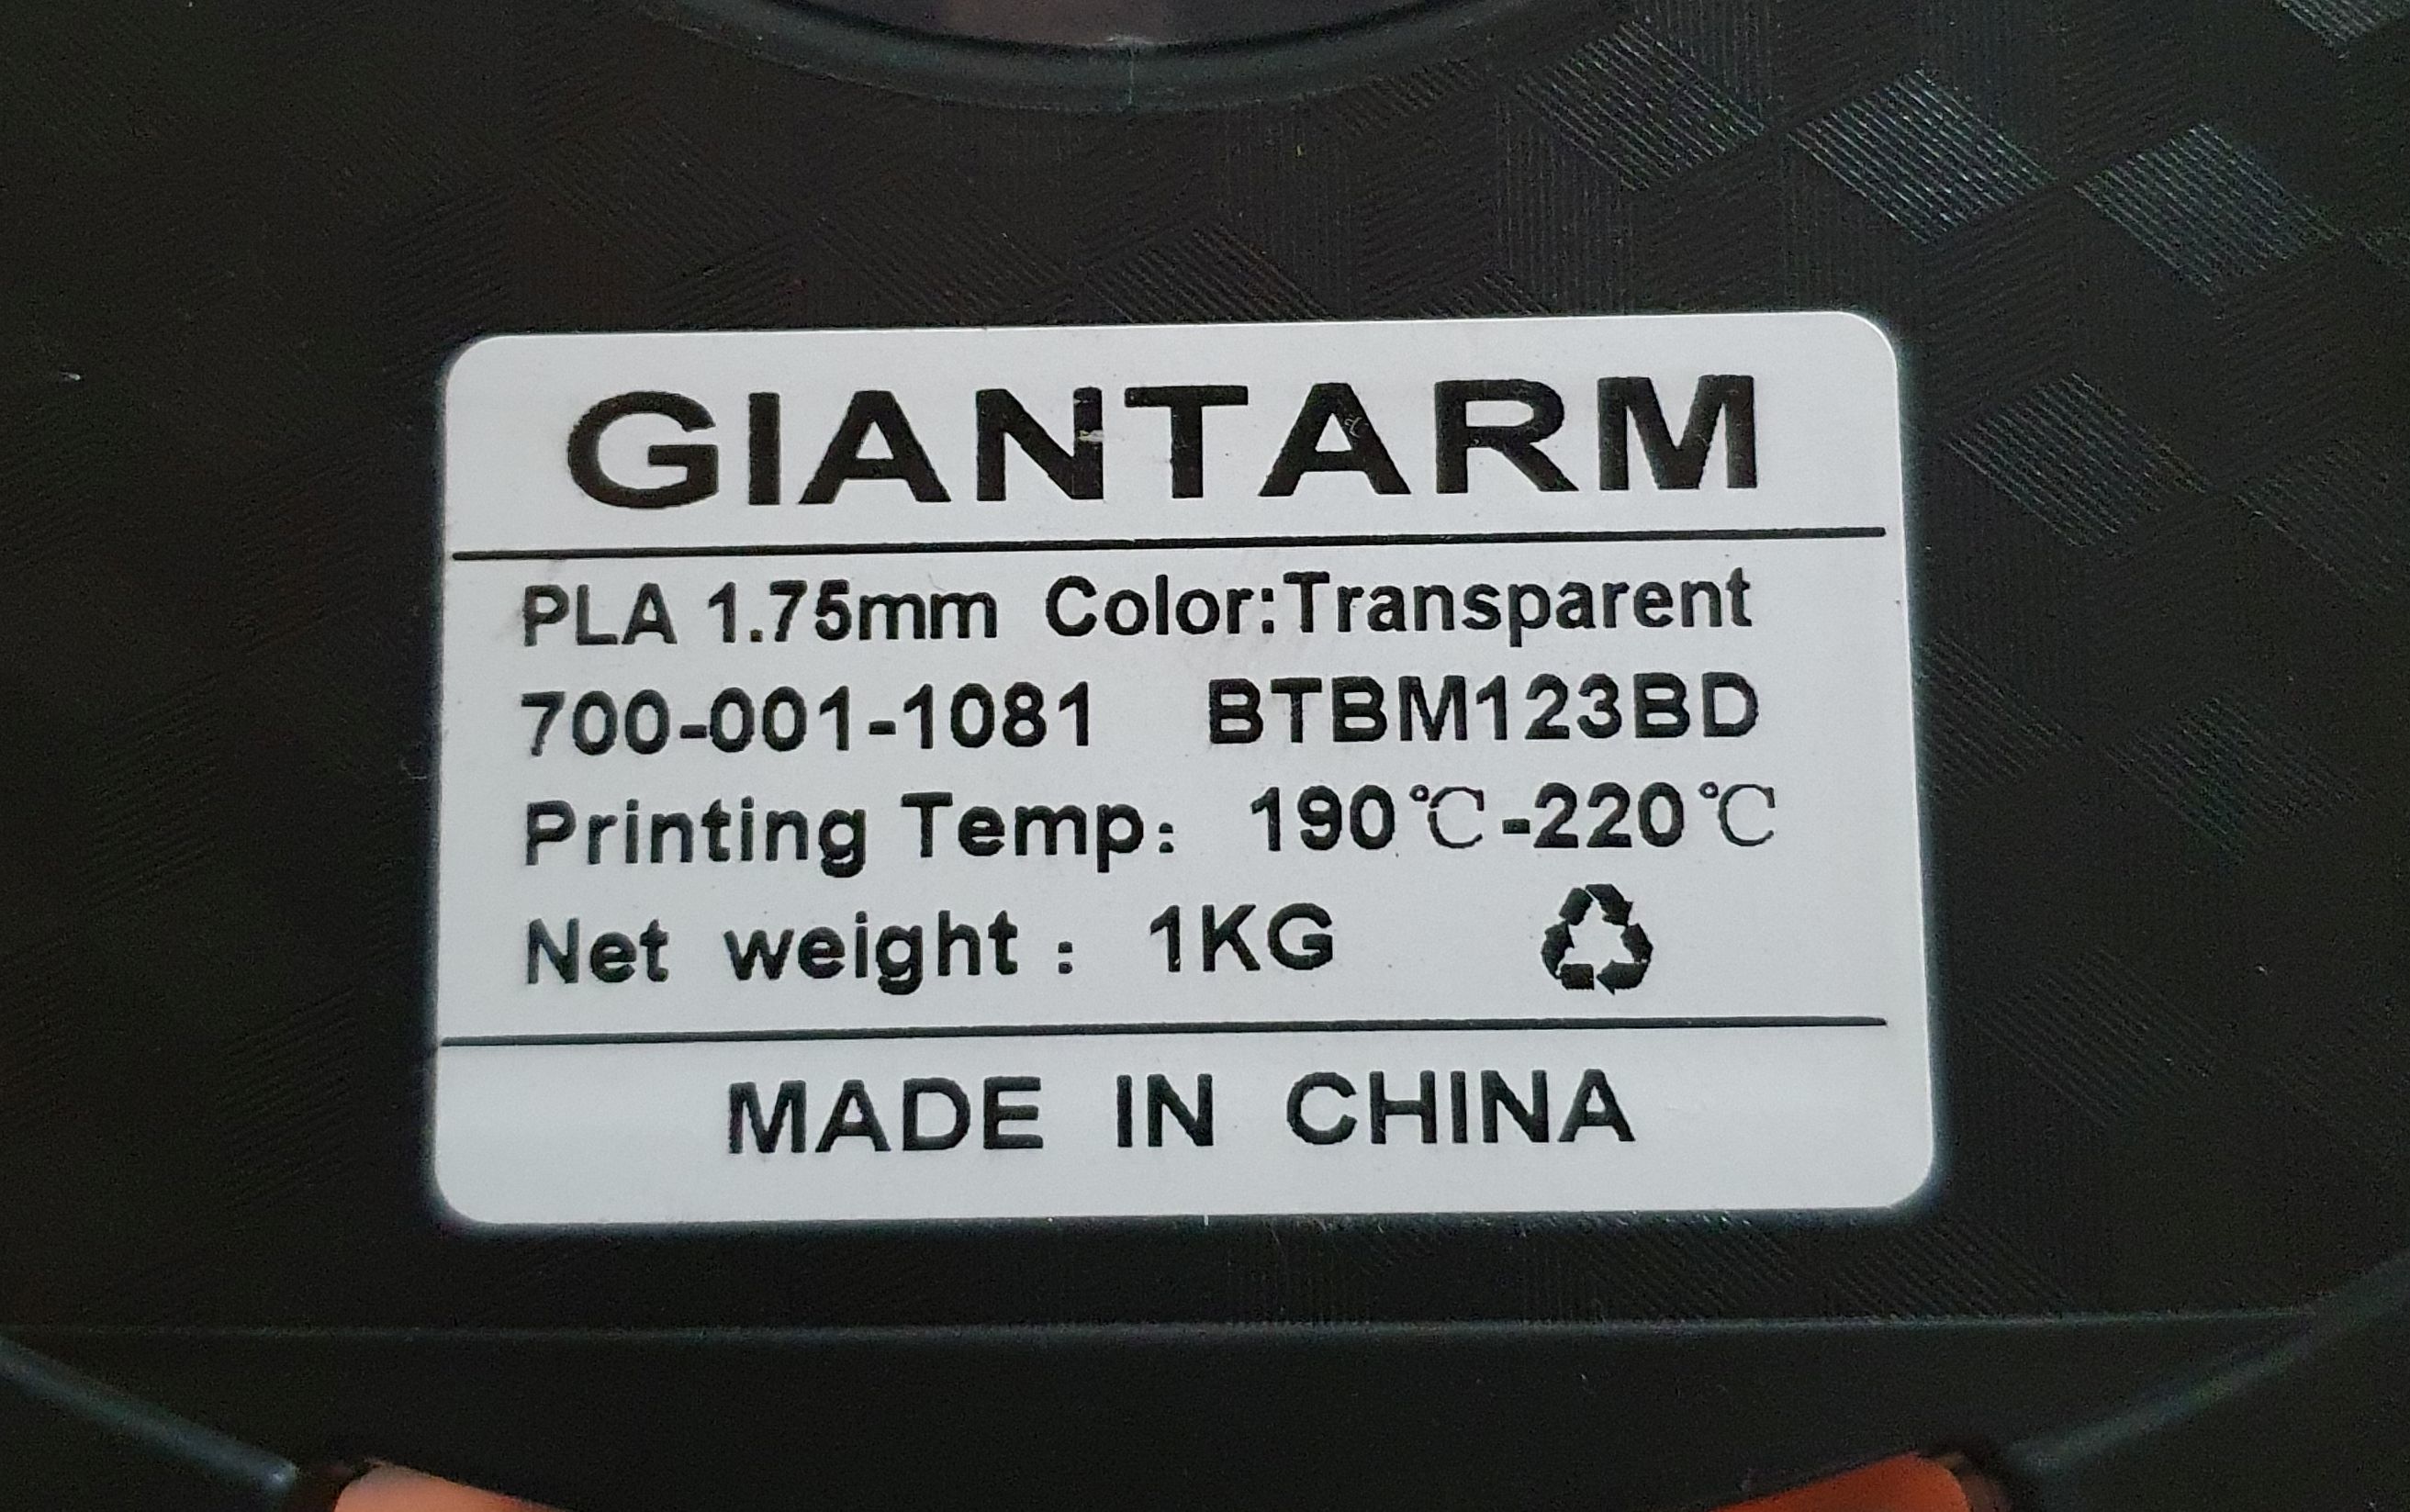 GIANTARM
PLA 1.75mm Color:Transparent
700-001-1081 BTBM123BD
Printing Temp: 190℃-220℃
Net weight : 1KG
MADE IN CHINA